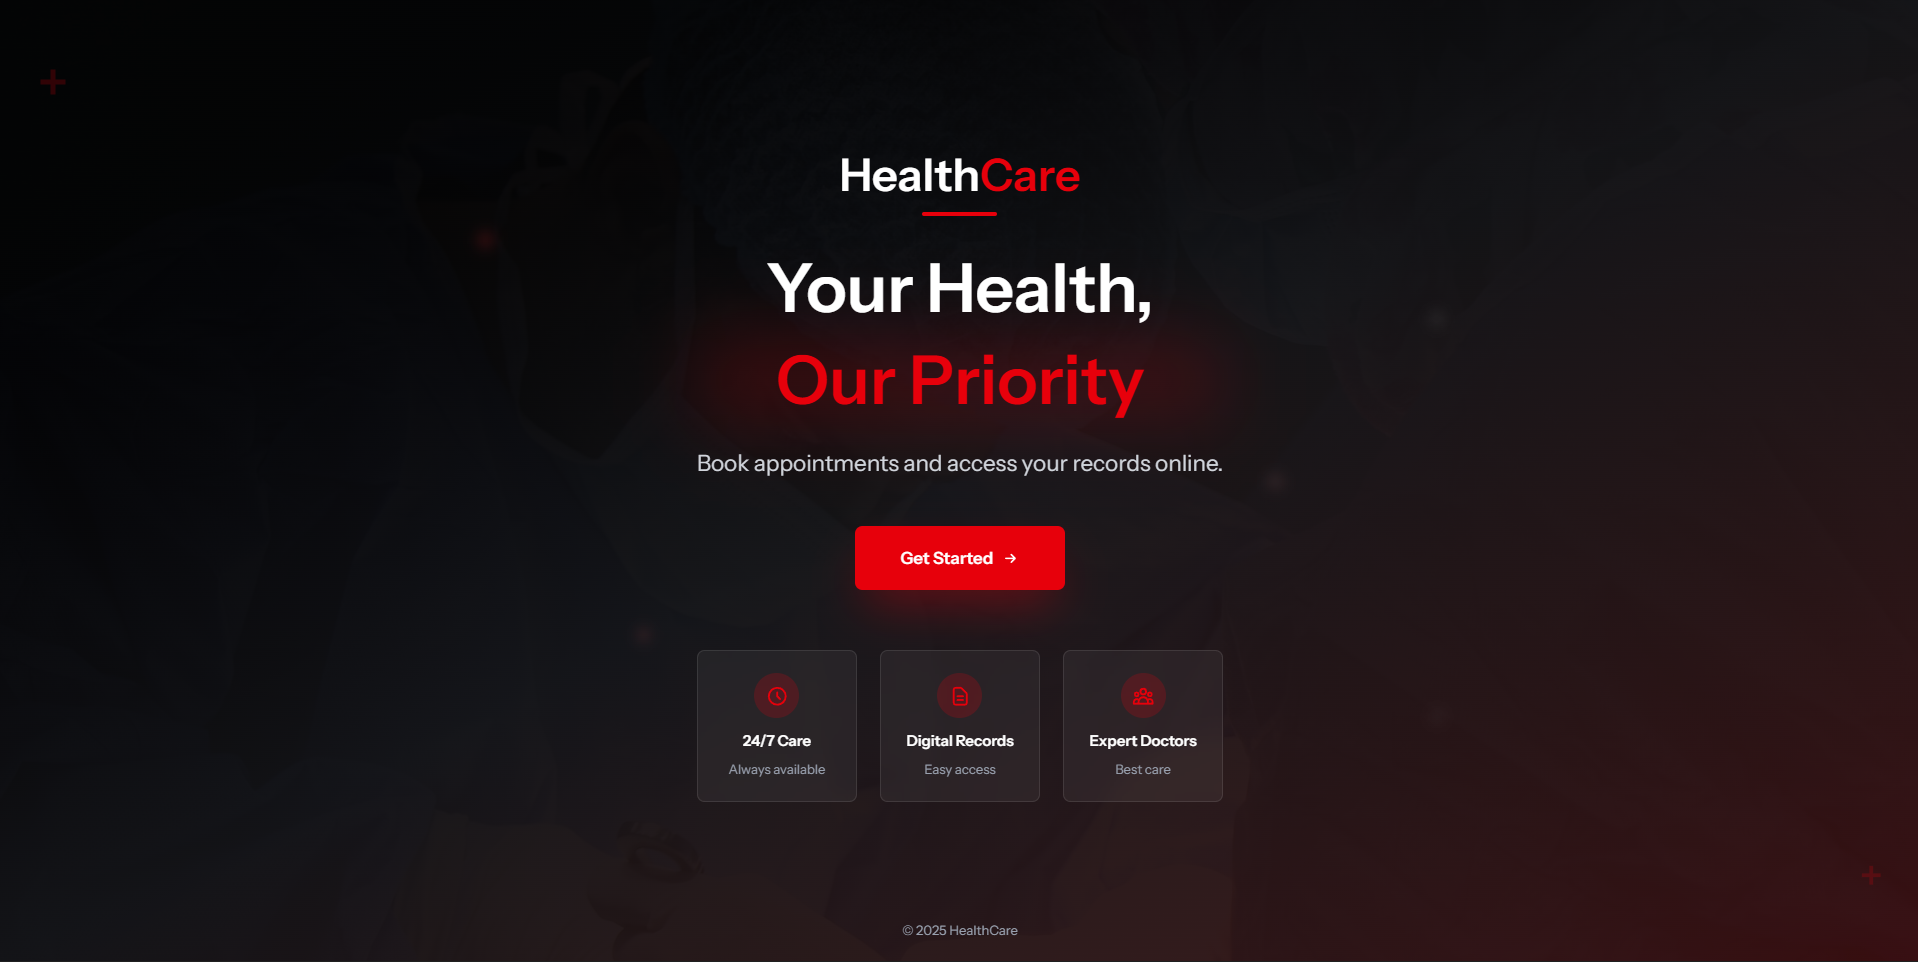 HealthCare
Your Health,
Our Priority
Book appointments and access your records online.
Get Started →
24/7 Care
Always available
Digital Records
Easy access
Expert Doctors
Best care
© 2025 HealthCare